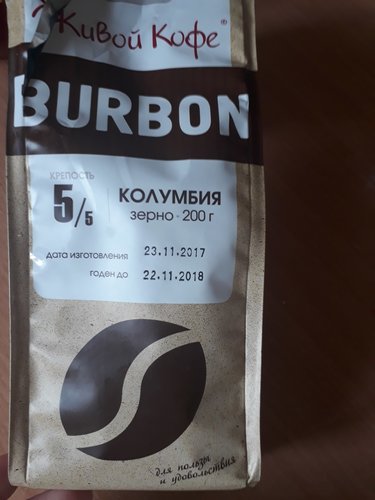 Живой Кофе®
BURBON
КРЕПОСТЬ
5/5
КОЛУМБИЯ
зерно • 200 г
дата изготовления 23.11.2017
годен до 22.11.2018
для пользы
и удовольствия